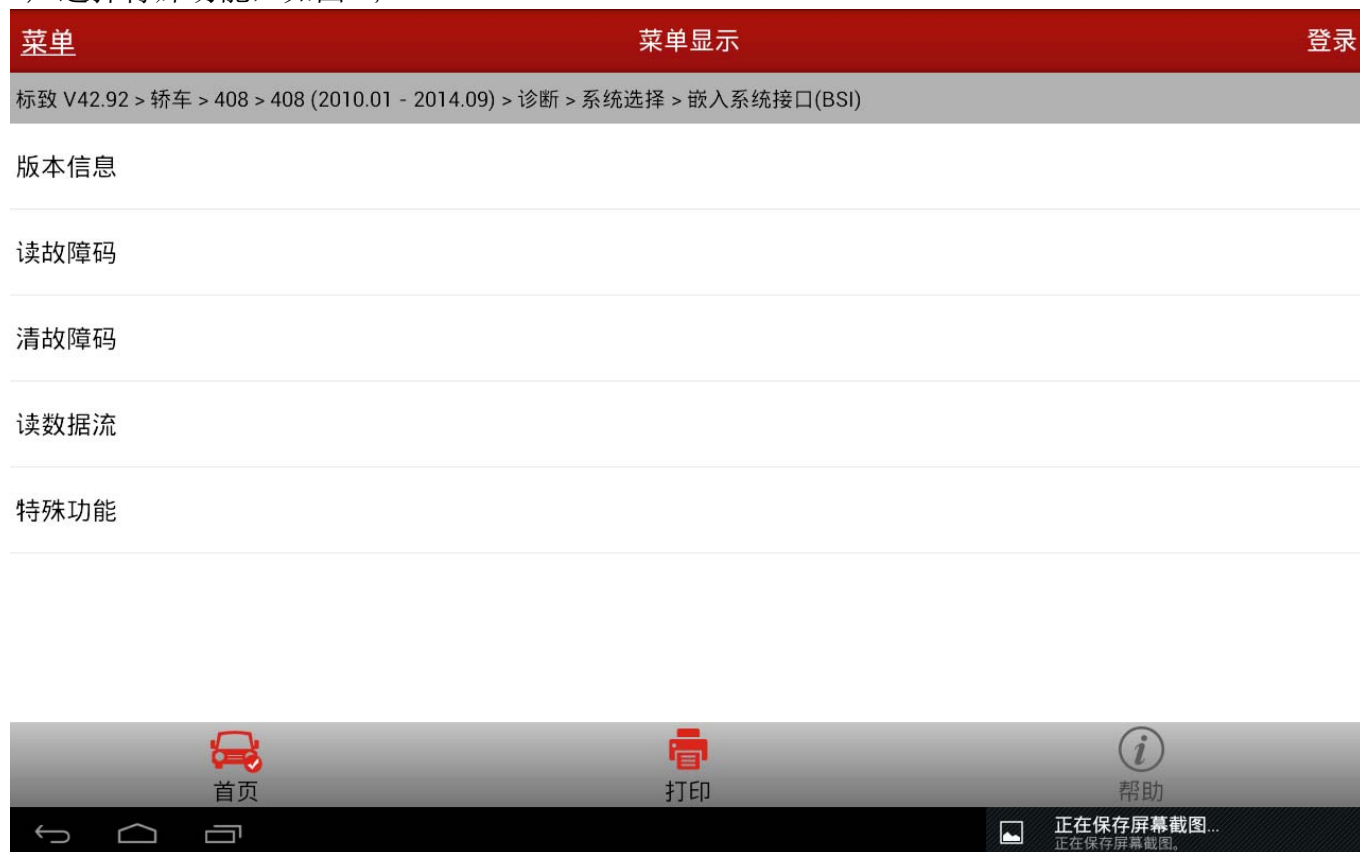 菜单 菜单显示 登录
标致 V42.92 > 轿车 > 408 > 408 (2010.01 - 2014.09) > 诊断 > 系统选择 > 嵌入系统接口(BSI)
版本信息
读故障码
清故障码
读数据流
特殊功能
首页 打印 帮助
正在保存屏幕截图...
正在保存屏幕截图。